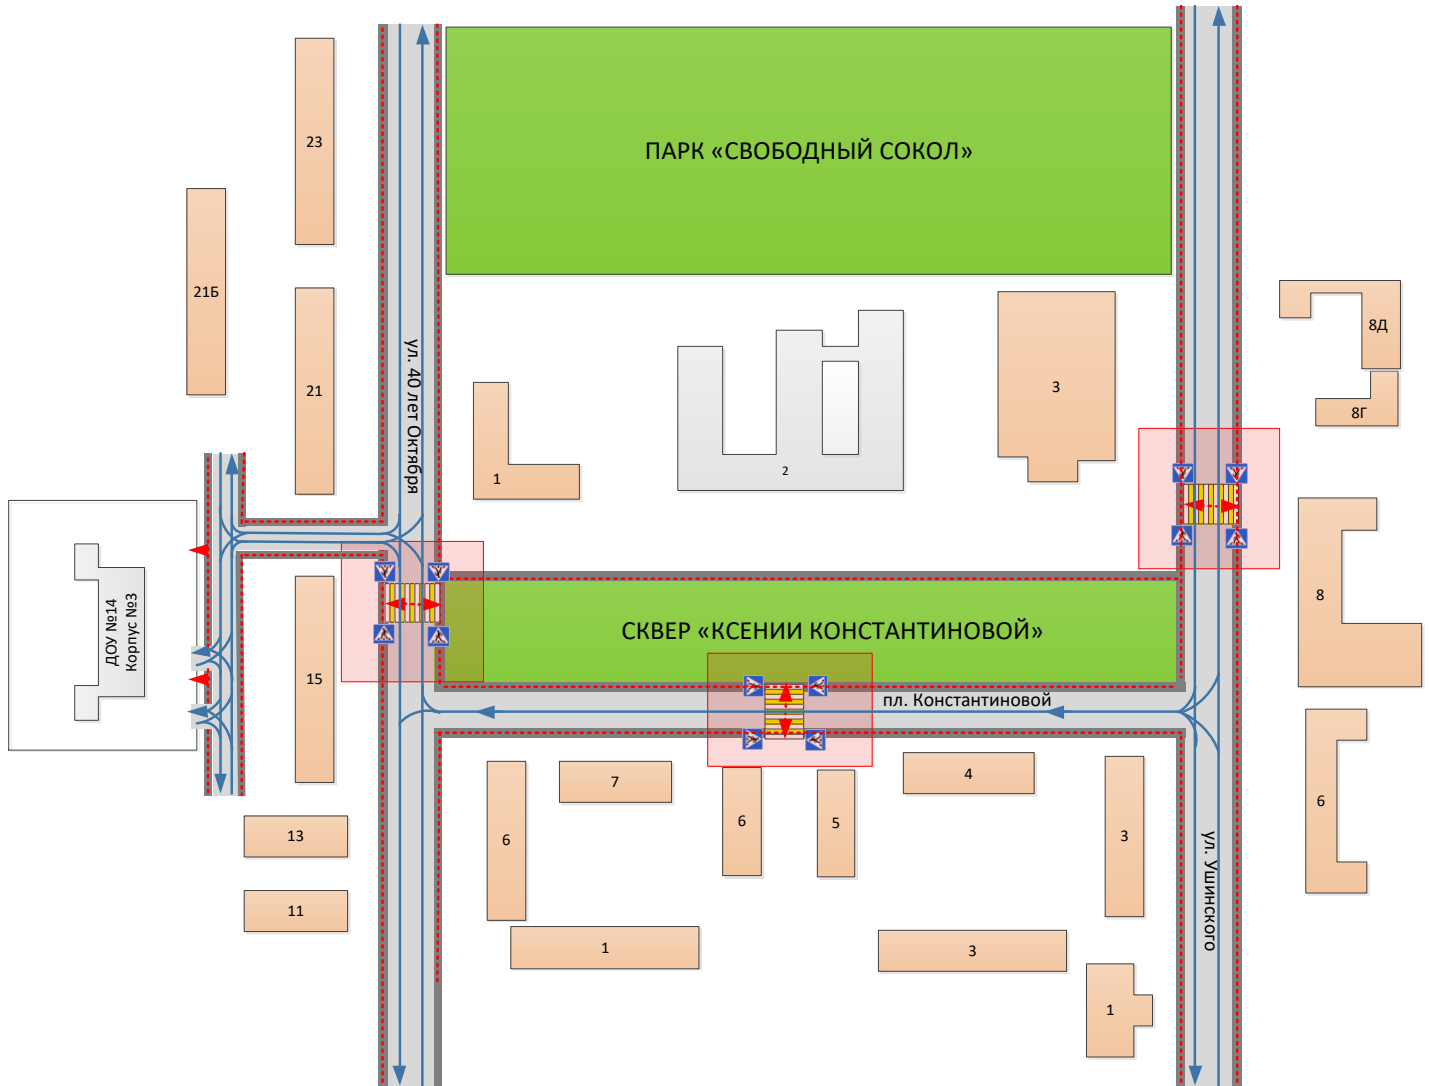 ПАРК «СВОБОДНЫЙ СОКОЛ»
23
21Б
21
ул. 40 лет Октября
1
2
3
8Д
8Г
ДОУ №14
Корпус №3
15
СКВЕР «КСЕНИИ КОНСТАНТИНОВОЙ»
8
пл. Константиновой
7
4
6
6
5
3
6
ул. Ушинского
13
11
1
3
1